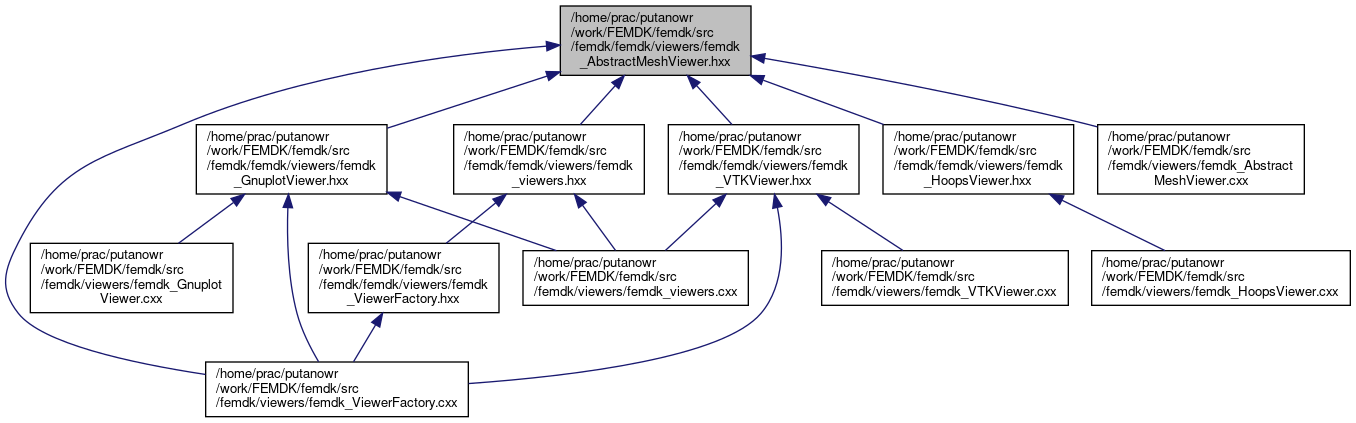 /home/prac/putanowr
/work/FEMDK/femdk/src
/femdk/femdk/viewers/femdk
_AbstractMeshViewer.hxx
/home/prac/putanowr
/work/FEMDK/femdk/src
/femdk/femdk/viewers/femdk
_GnuplotViewer.hxx
/home/prac/putanowr
/work/FEMDK/femdk/src
/femdk/femdk/viewers/femdk
_viewers.hxx
/home/prac/putanowr
/work/FEMDK/femdk/src
/femdk/femdk/viewers/femdk
_VTKViewer.hxx
/home/prac/putanowr
/work/FEMDK/femdk/src
/femdk/femdk/viewers/femdk
_HoopsViewer.hxx
/home/prac/putanowr
/work/FEMDK/femdk/src
/femdk/viewers/femdk_Abstract
MeshViewer.cxx
/home/prac/putanowr
/work/FEMDK/femdk/src
/femdk/viewers/femdk_Gnuplot
Viewer.cxx
/home/prac/putanowr
/work/FEMDK/femdk/src
/femdk/femdk/viewers/femdk
_ViewerFactory.hxx
/home/prac/putanowr
/work/FEMDK/femdk/src
/femdk/viewers/femdk_viewers.cxx
/home/prac/putanowr
/work/FEMDK/femdk/src
/femdk/viewers/femdk_VTKViewer.cxx
/home/prac/putanowr
/work/FEMDK/femdk/src
/femdk/viewers/femdk_HoopsViewer.cxx
/home/prac/putanowr
/work/FEMDK/femdk/src
/femdk/viewers/femdk_ViewerFactory.cxx